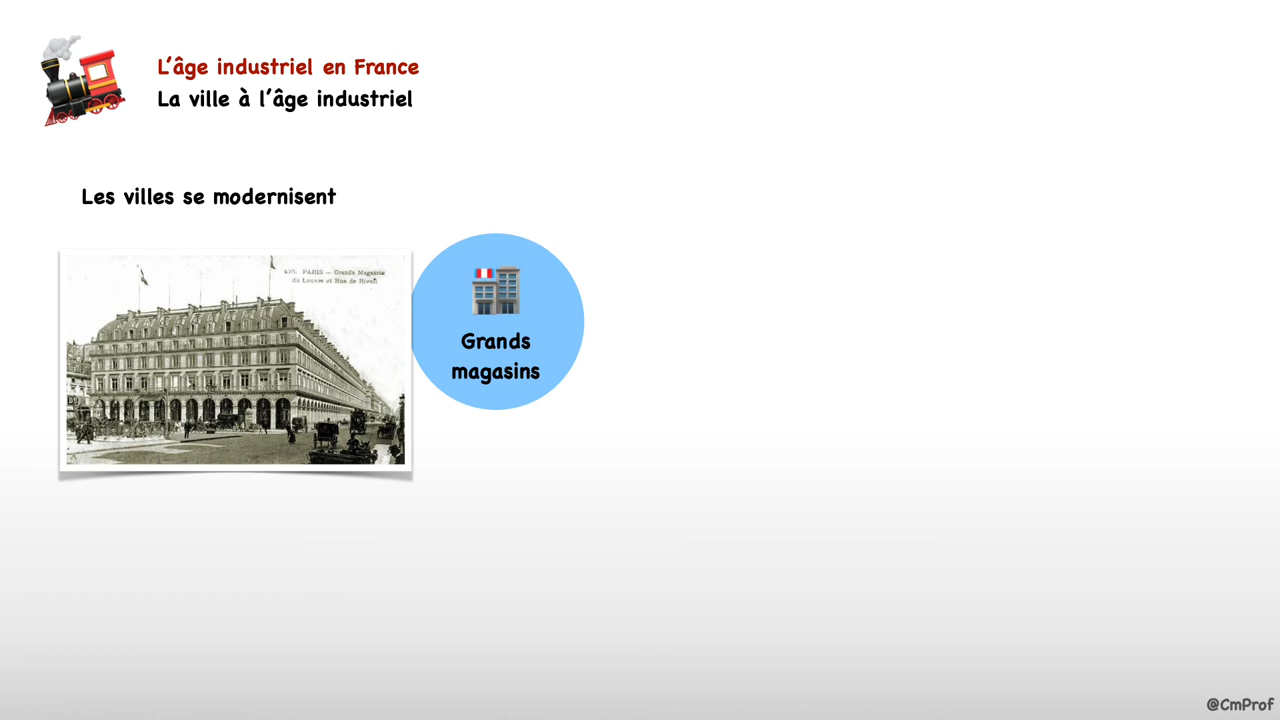 L'âge industriel en France
La ville à l'âge industriel
Les villes se modernisent
475. PARIS — Grands Magasins
du Louvre et Rue de Rivoli
Grands
magasins
@CmProf